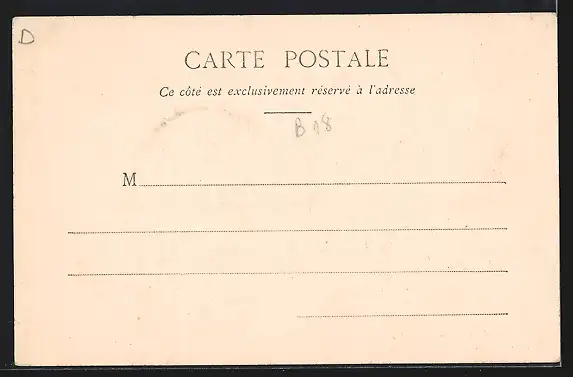 D
CARTE POSTALE
Ce côté est exclusivement réservé à l'adresse
B 18
M